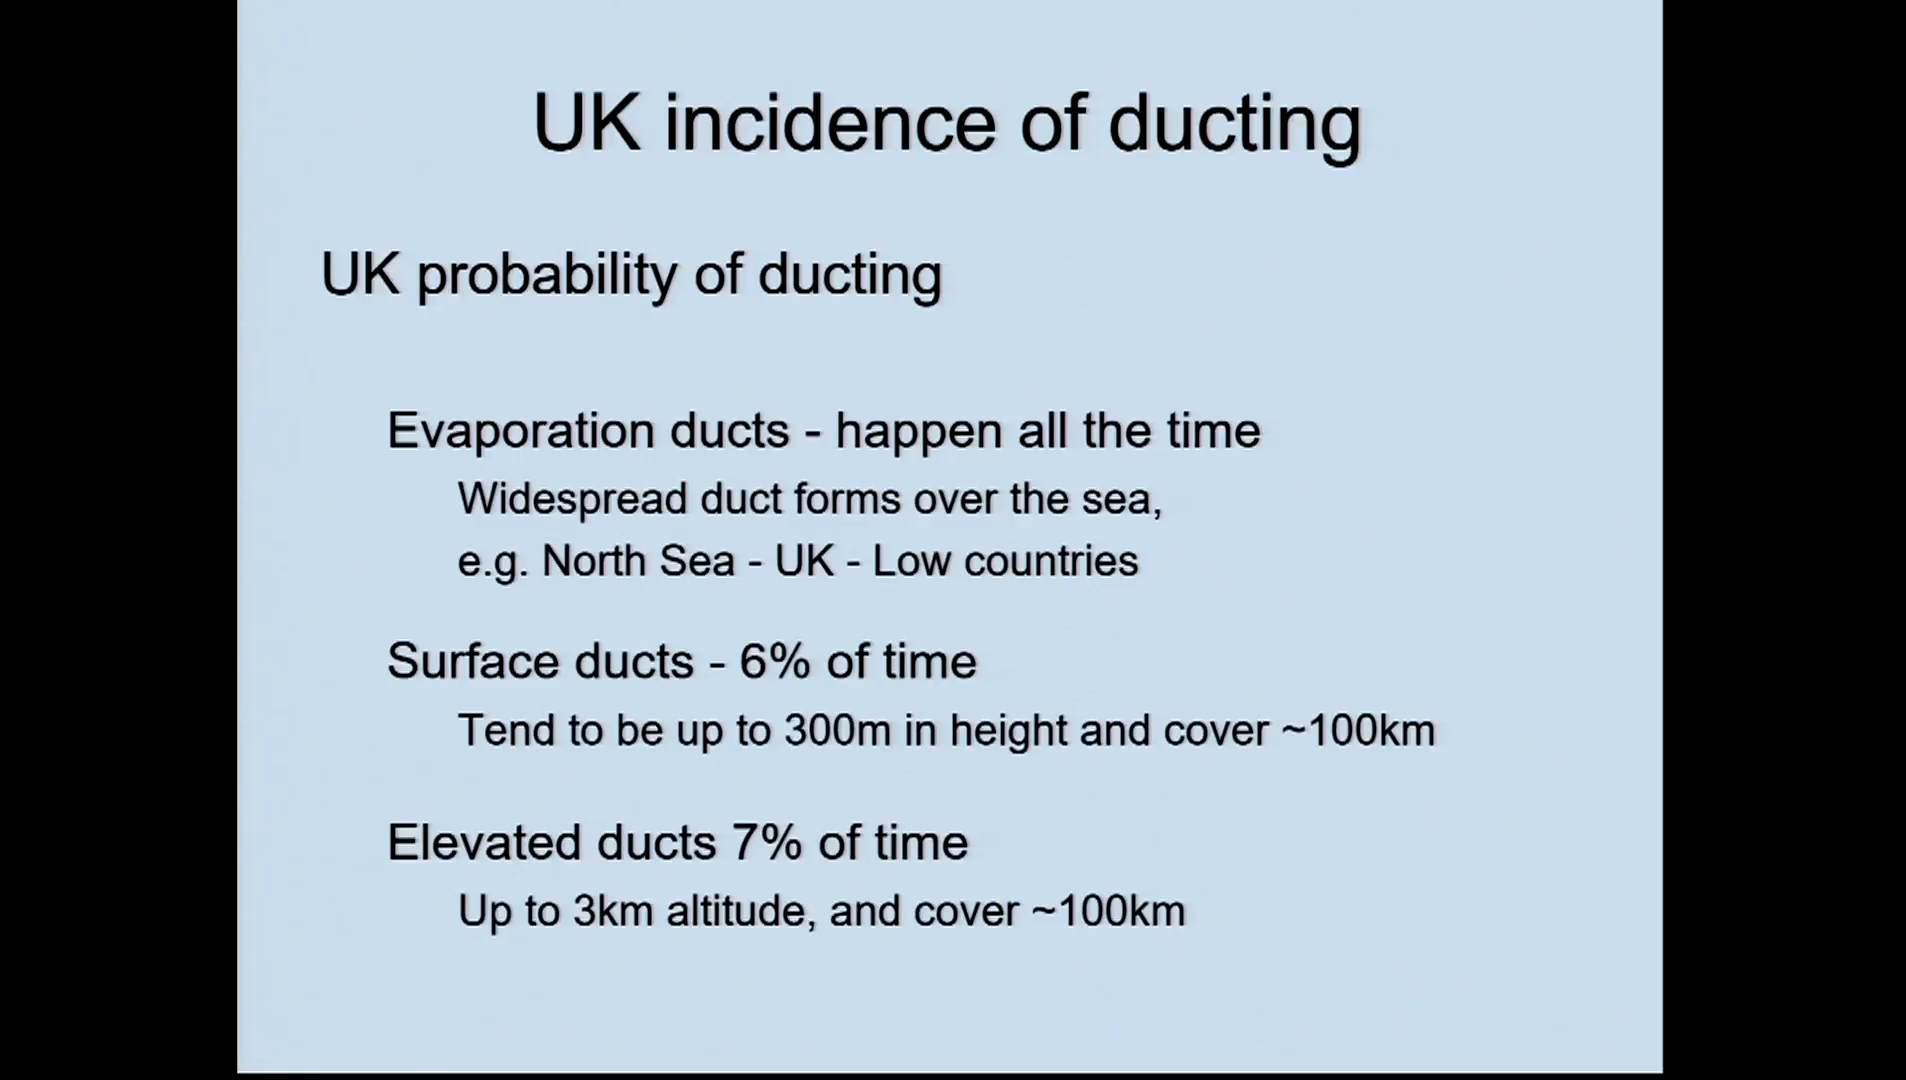 UK incidence of ducting
UK probability of ducting
Evaporation ducts - happen all the time
Widespread duct forms over the sea,
e.g. North Sea - UK - Low countries
Surface ducts - 6% of time
Tend to be up to 300m in height and cover ~100km
Elevated ducts 7% of time
Up to 3km altitude, and cover ~100km